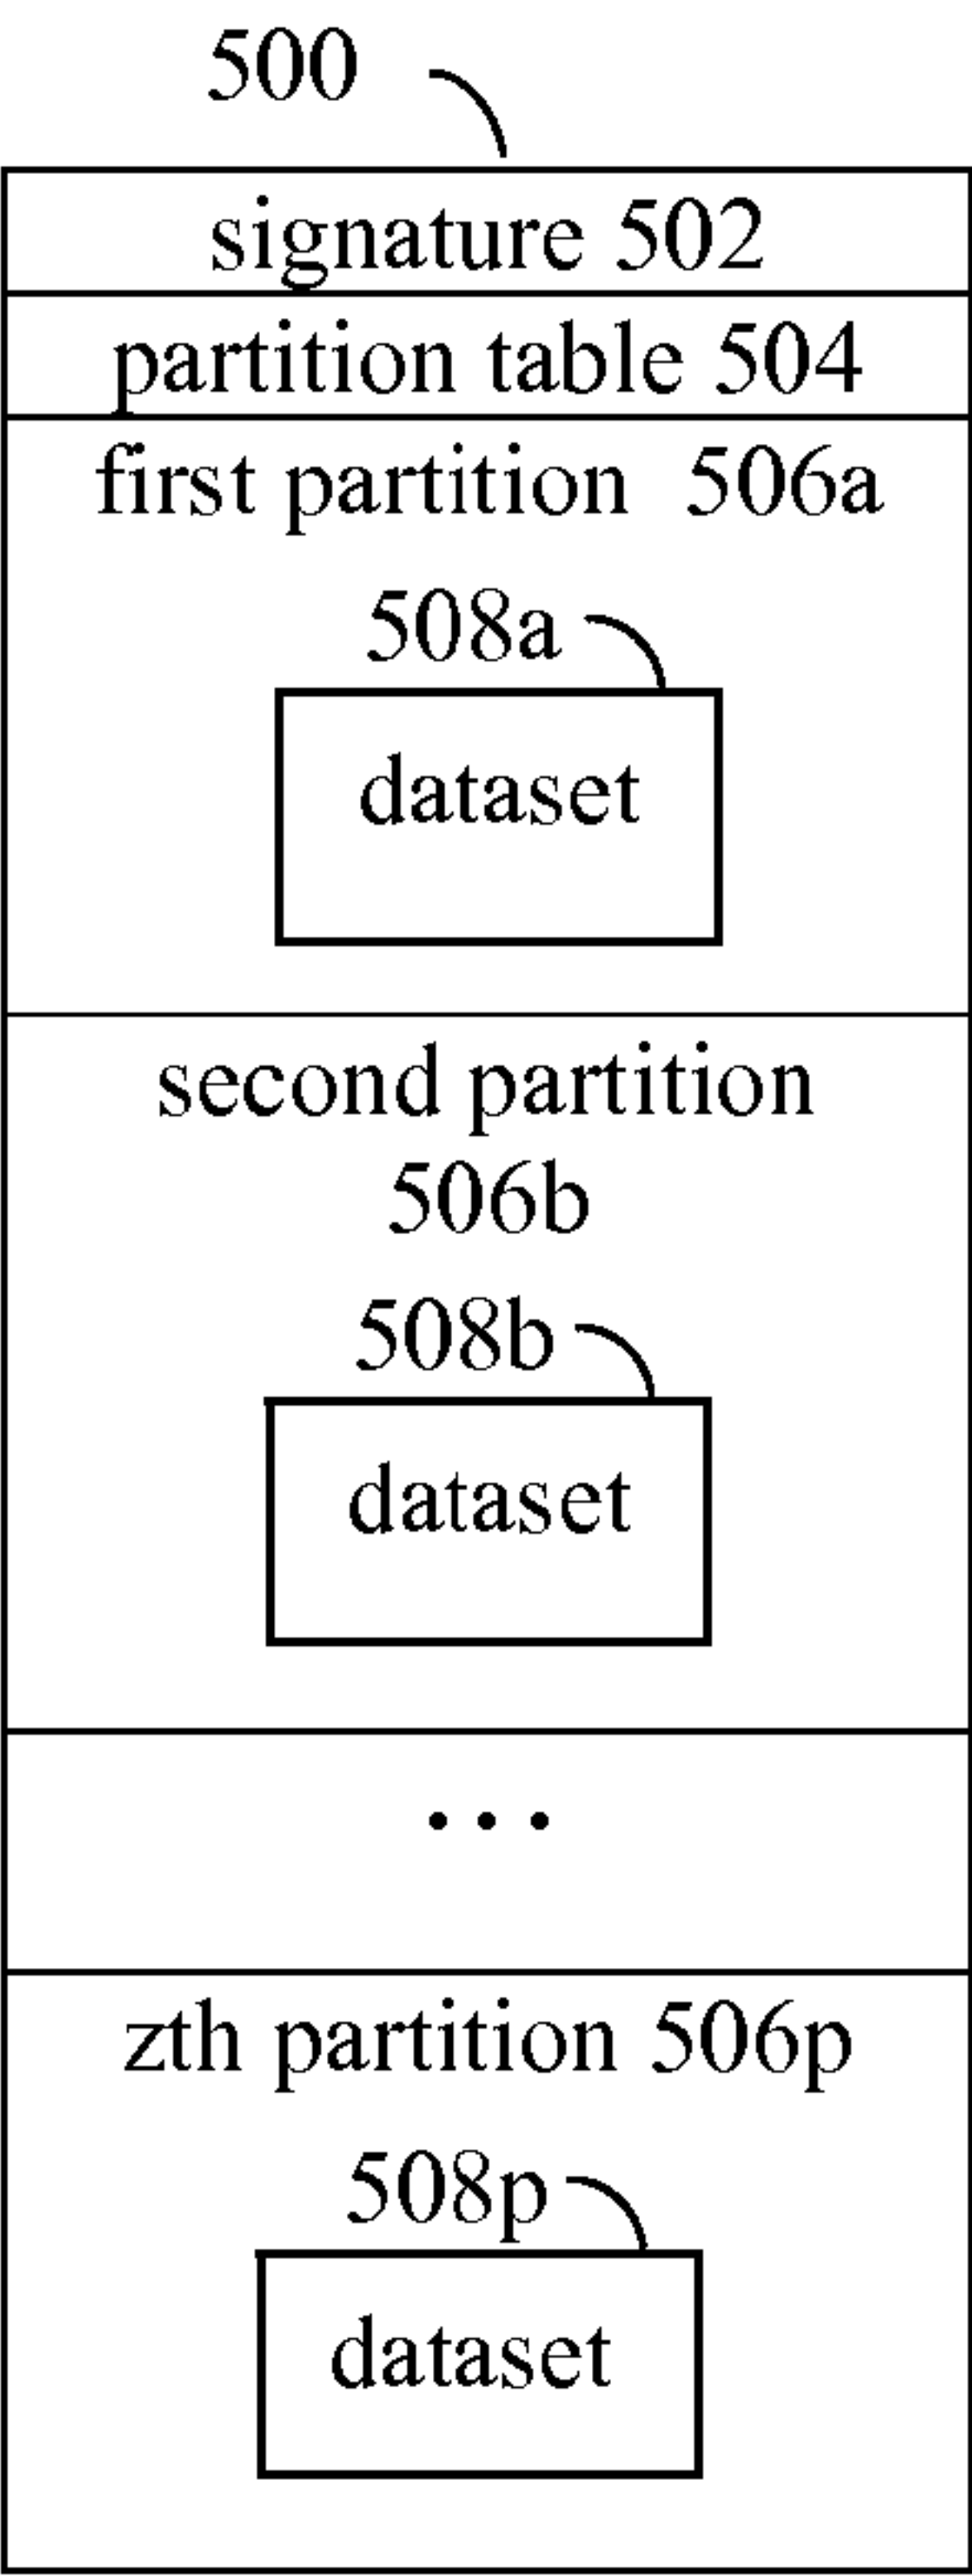 500
signature 502
partition table 504
first partition 506a
508a
dataset
second partition
506b
508b
dataset
...
zth partition 506p
508p
dataset